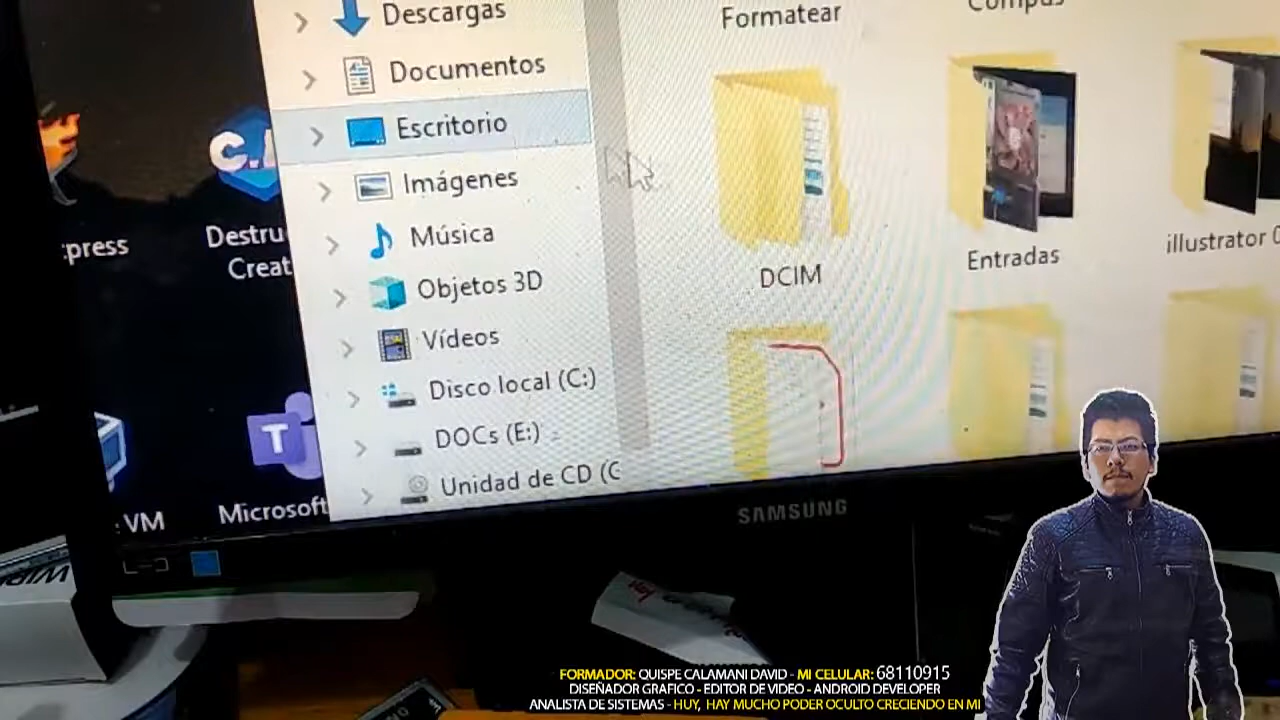 Descargas
Documentos
Escritorio
Imágenes
Música
Objetos 3D
Vídeos
Disco local (C:)
DOCs (E:)
Unidad de CD (
Formatear
DCIM
Entradas
illustrator
press
Destru
Creat
C.
T
VM
Microsoft
SAMSUNG
FORMADOR: QUISPE CALAMANI DAVID - MI CELULAR: 68110915
DISEÑADOR GRAFICO - EDITOR DE VIDEO - ANDROID DEVELOPER
ANALISTA DE SISTEMAS - HUY, HAY MUCHO PODER OCULTO CRECIENDO EN MI